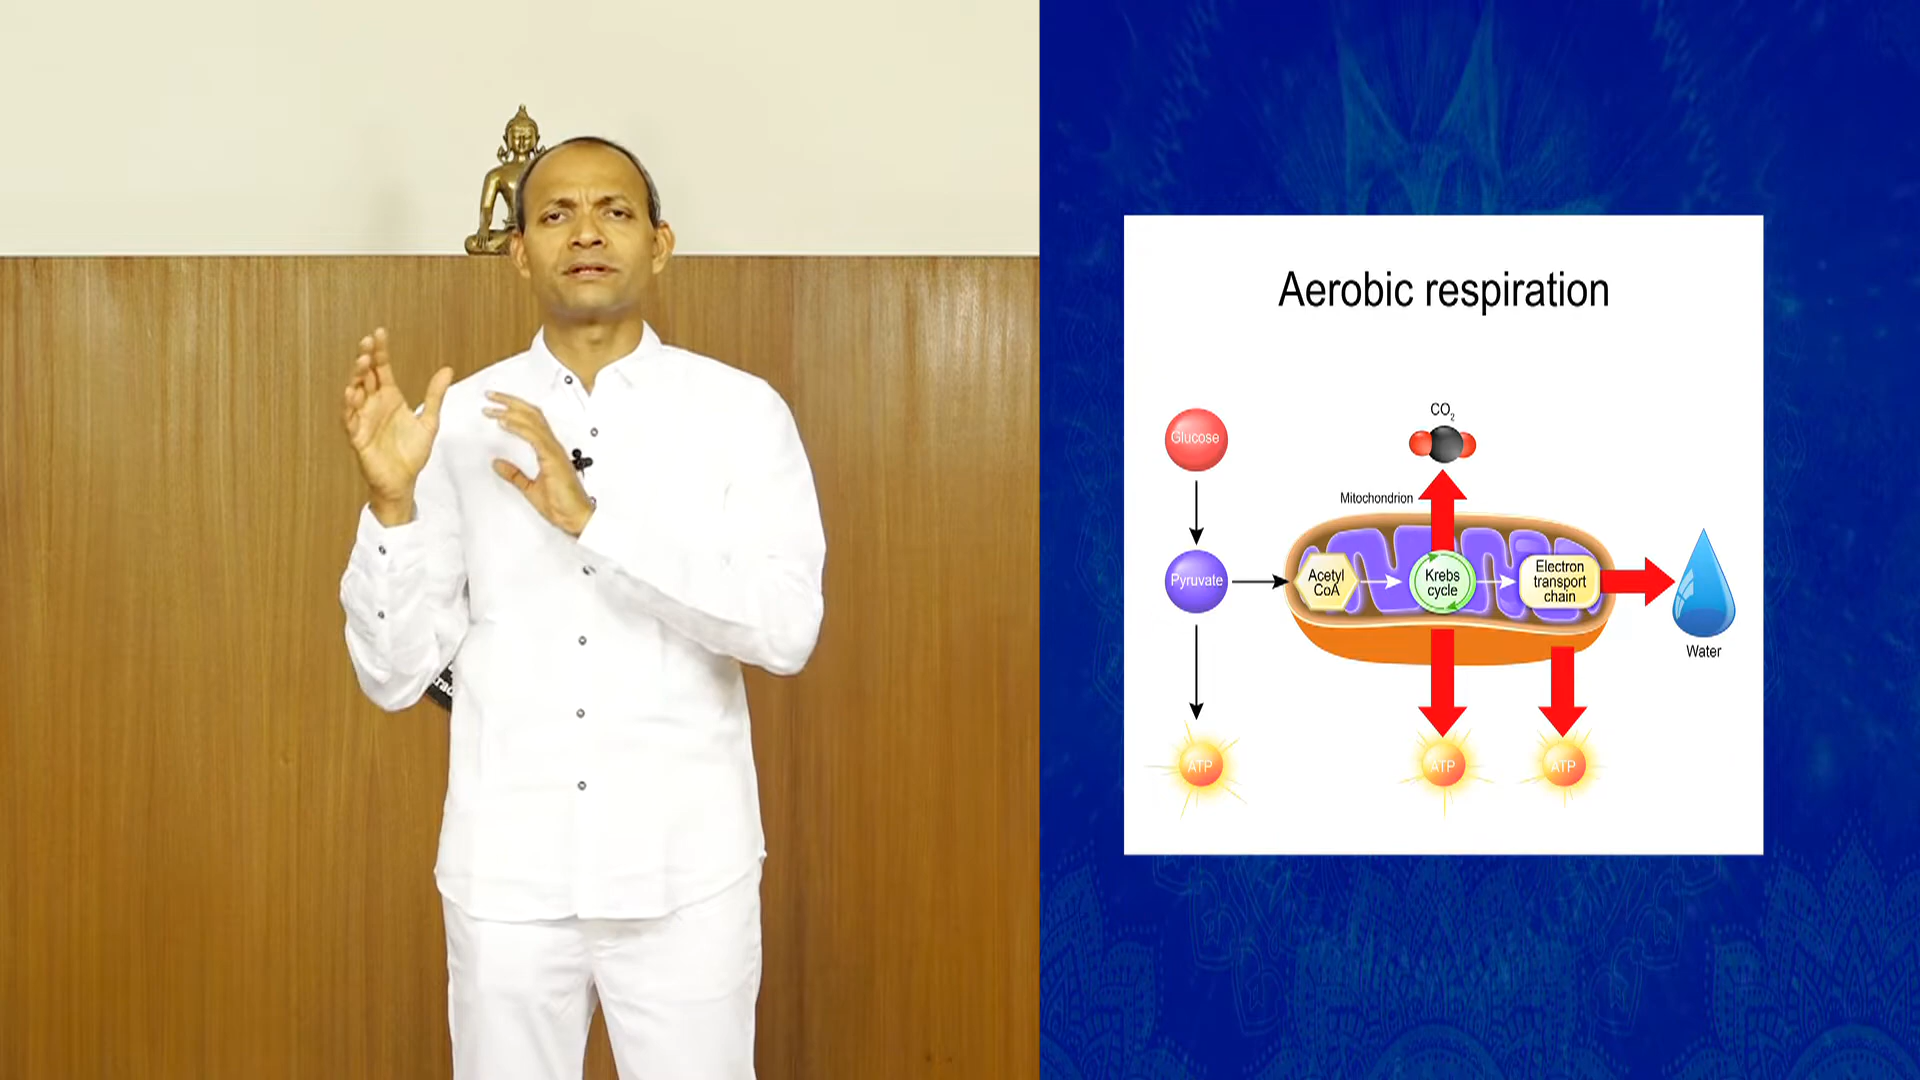 Aerobic respiration
CO₂
Glucose
Mitochondrion
Pyruvate
Acetyl
CoA
Krebs
cycle
Electron
transport
chain
Water
ATP
ATP
ATP